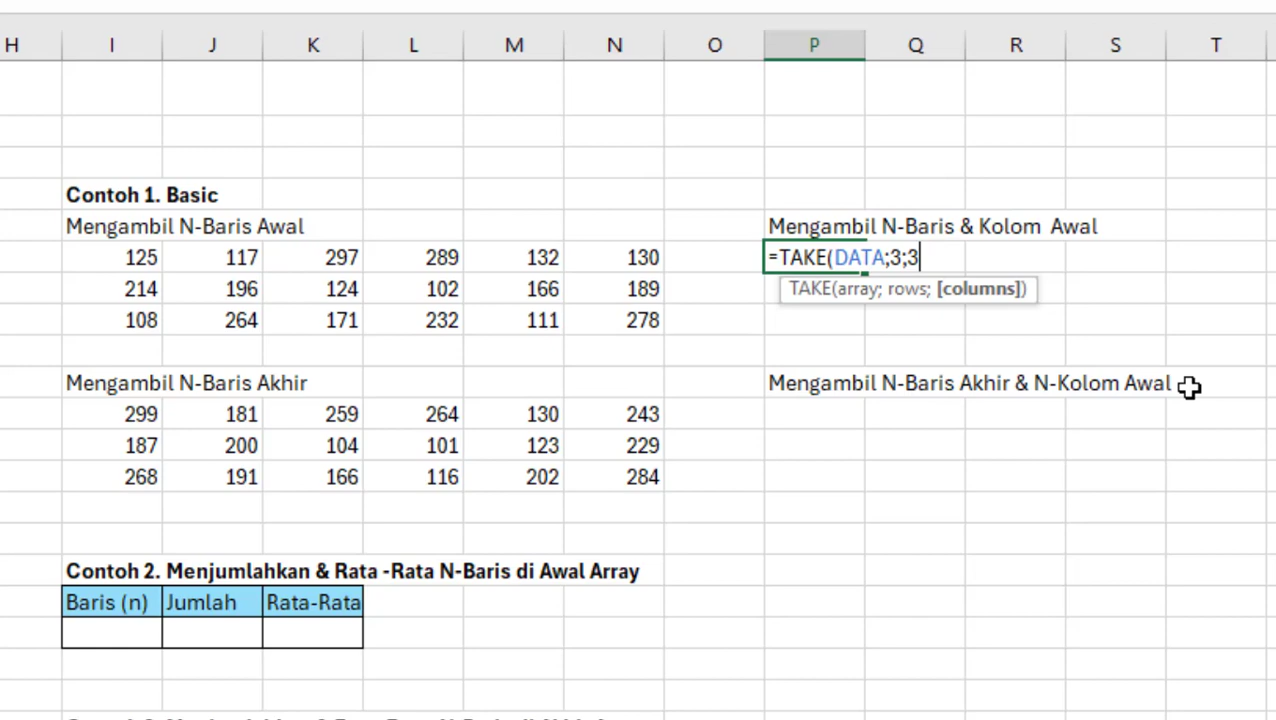 H I J K L M N O P Q R S T
Contoh 1. Basic
Mengambil N-Baris Awal Mengambil N-Baris & Kolom Awal
125 117 297 289 132 130 =TAKE(DATA;3;3
214 196 124 102 166 189 TAKE(array; rows; [columns])
108 264 171 232 111 278
Mengambil N-Baris Akhir Mengambil N-Baris Akhir & N-Kolom Awal
299 181 259 264 130 243
187 200 104 101 123 229
268 191 166 116 202 284
Contoh 2. Menjumlahkan & Rata -Rata N-Baris di Awal Array
Baris (n) Jumlah Rata-Rata